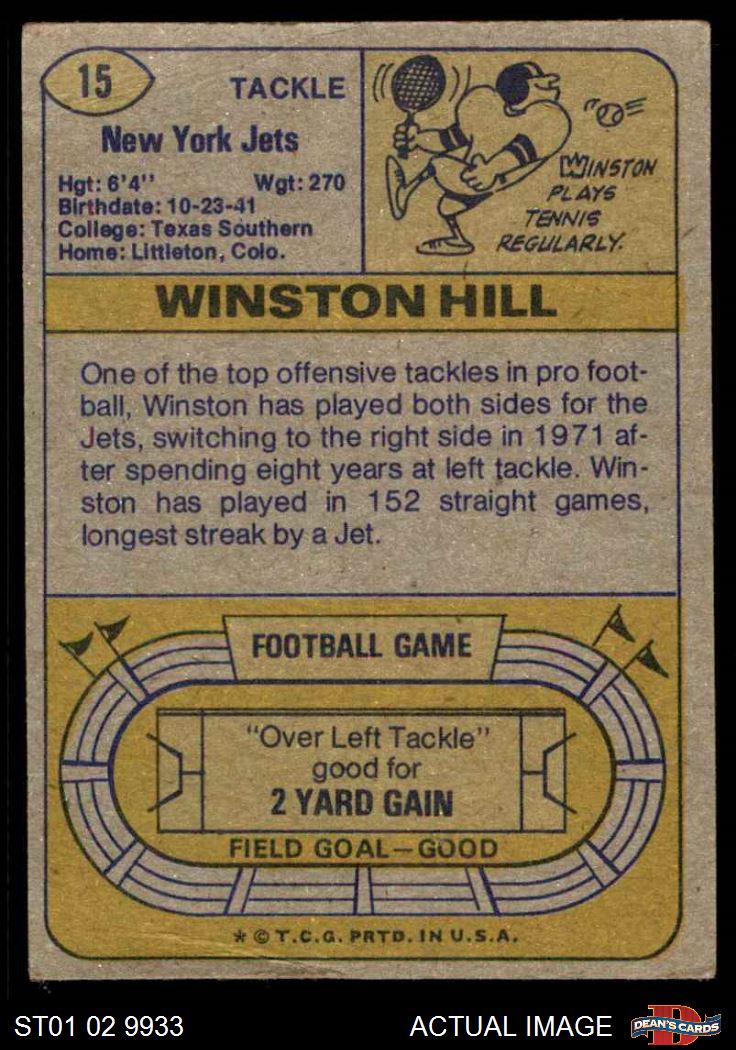 15
TACKLE
New York Jets
Hgt: 6'4" Wgt: 270
Birthdate: 10-23-41
College: Texas Southern
Home: Littleton, Colo.
WINSTON
PLAYS
TENNIS
REGULARLY.
WINSTON HILL
One of the top offensive tackles in pro foot-
ball, Winston has played both sides for the
Jets, switching to the right side in 1971 af-
ter spending eight years at left tackle. Win-
ston has played in 152 straight games,
longest streak by a Jet.
FOOTBALL GAME
"Over Left Tackle"
good for
2 YARD GAIN
FIELD GOAL—GOOD
* © T.C.G. PRTD. IN U.S.A.
ST01 02 9933 ACTUAL IMAGE
D
DEAN'S CARDS